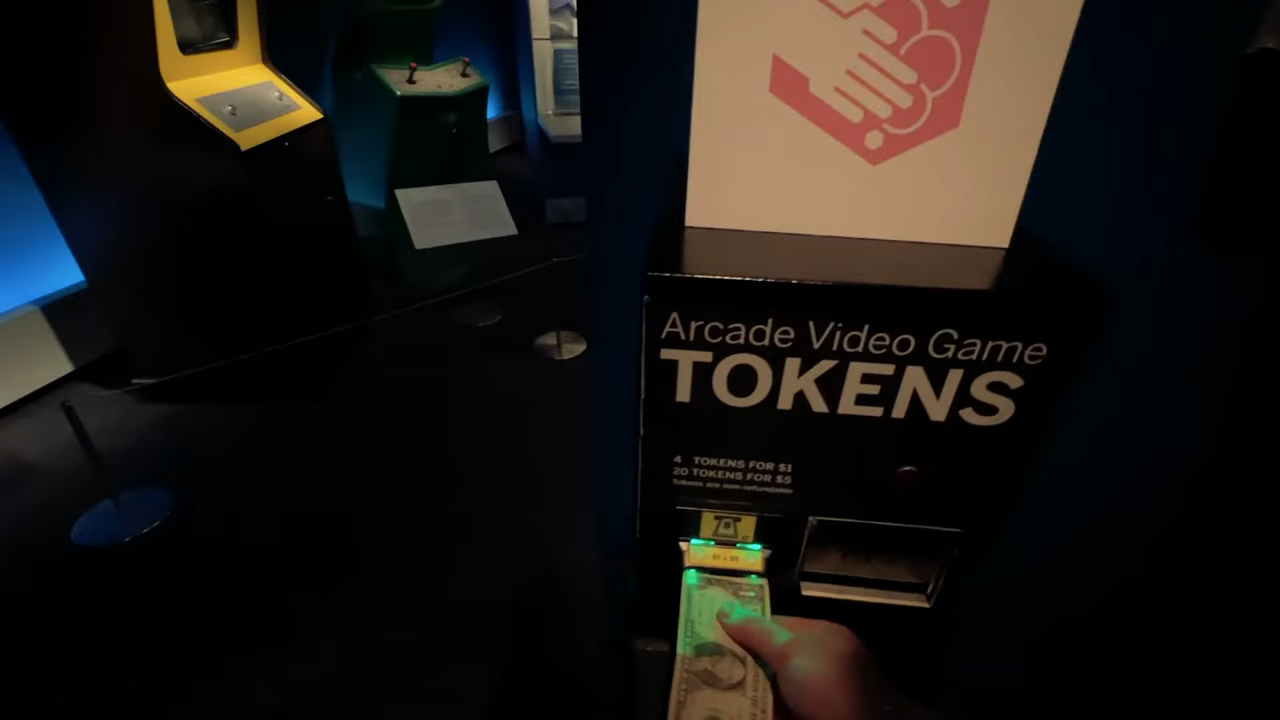 Arcade Video Game
TOKENS
4 TOKENS FOR $1
20 TOKENS FOR $5
Tokens are non-refundable